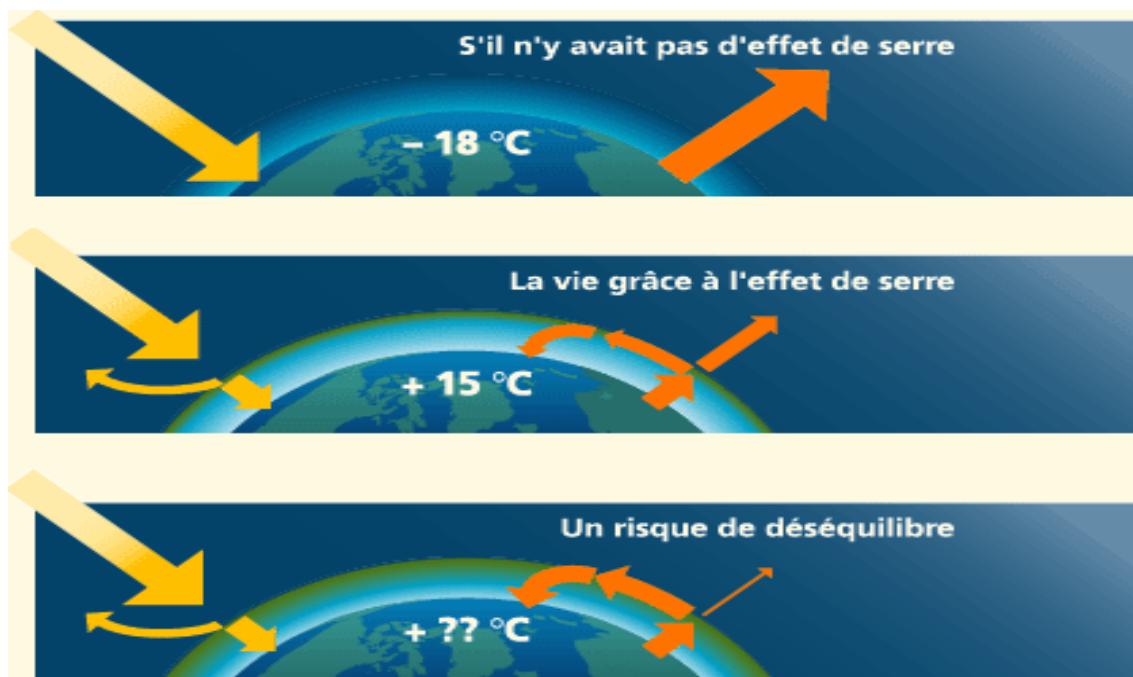 S'il n'y avait pas d'effet de serre
– 18 °C
La vie grâce à l'effet de serre
+ 15 °C
Un risque de déséquilibre
+ ?? °C